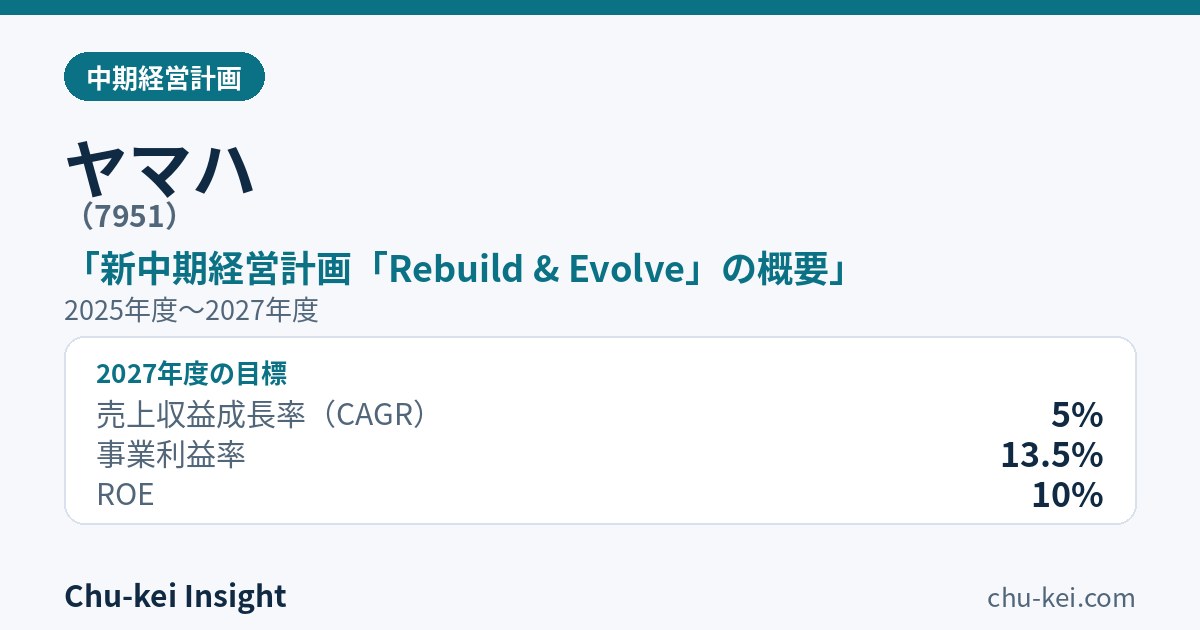 中期経営計画
ヤマハ
（7951）
「新中期経営計画「Rebuild & Evolve」の概要」
2025年度～2027年度
2027年度の目標
売上収益成長率（CAGR） 5%
事業利益率 13.5%
ROE 10%
Chu-kei Insight chu-kei.com